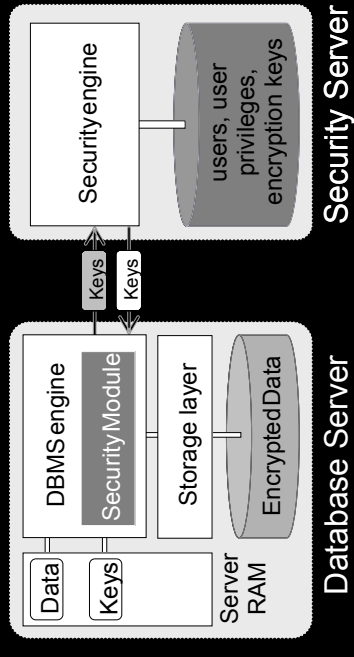 Data
Keys
Server
RAM
DBMS engine
Security Module
Storage layer
Encrypted Data
Database Server
Keys
Keys
Security engine
users, user
privileges,
encryption keys
Security Server